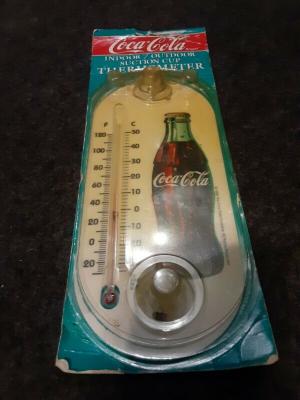 Coca-Cola
INDOOR / OUTDOOR
SUCTION CUP
THERMOMETER
F C
120 50
100 40
80 30
60 20
40 10
20 0
0 10
20
Coca-Cola